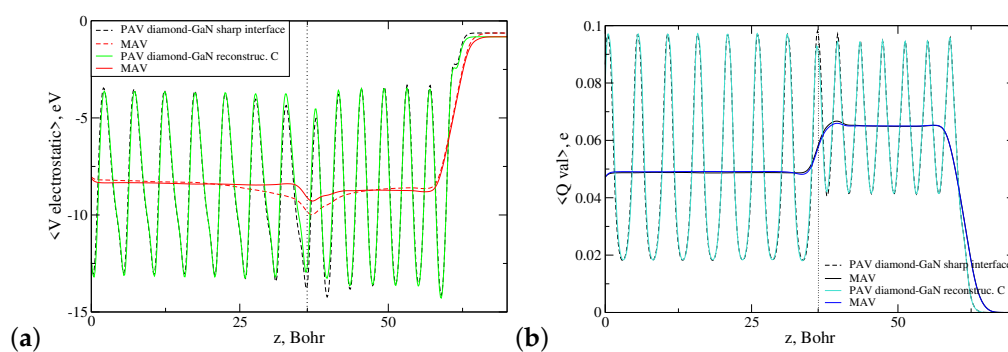 (a)
<V electrostatic>, eV
0
-5
-10
-15
PAV diamond-GaN sharp interface
MAV
PAV diamond-GaN reconstruc. C
MAV
0
25
50
z, Bohr
(b)
<Q val>, e
0.1
0.08
0.06
0.04
0.02
0
PAV diamond-GaN sharp interface
MAV
PAV diamond-GaN reconstruc. C
MAV
0
25
50
z, Bohr